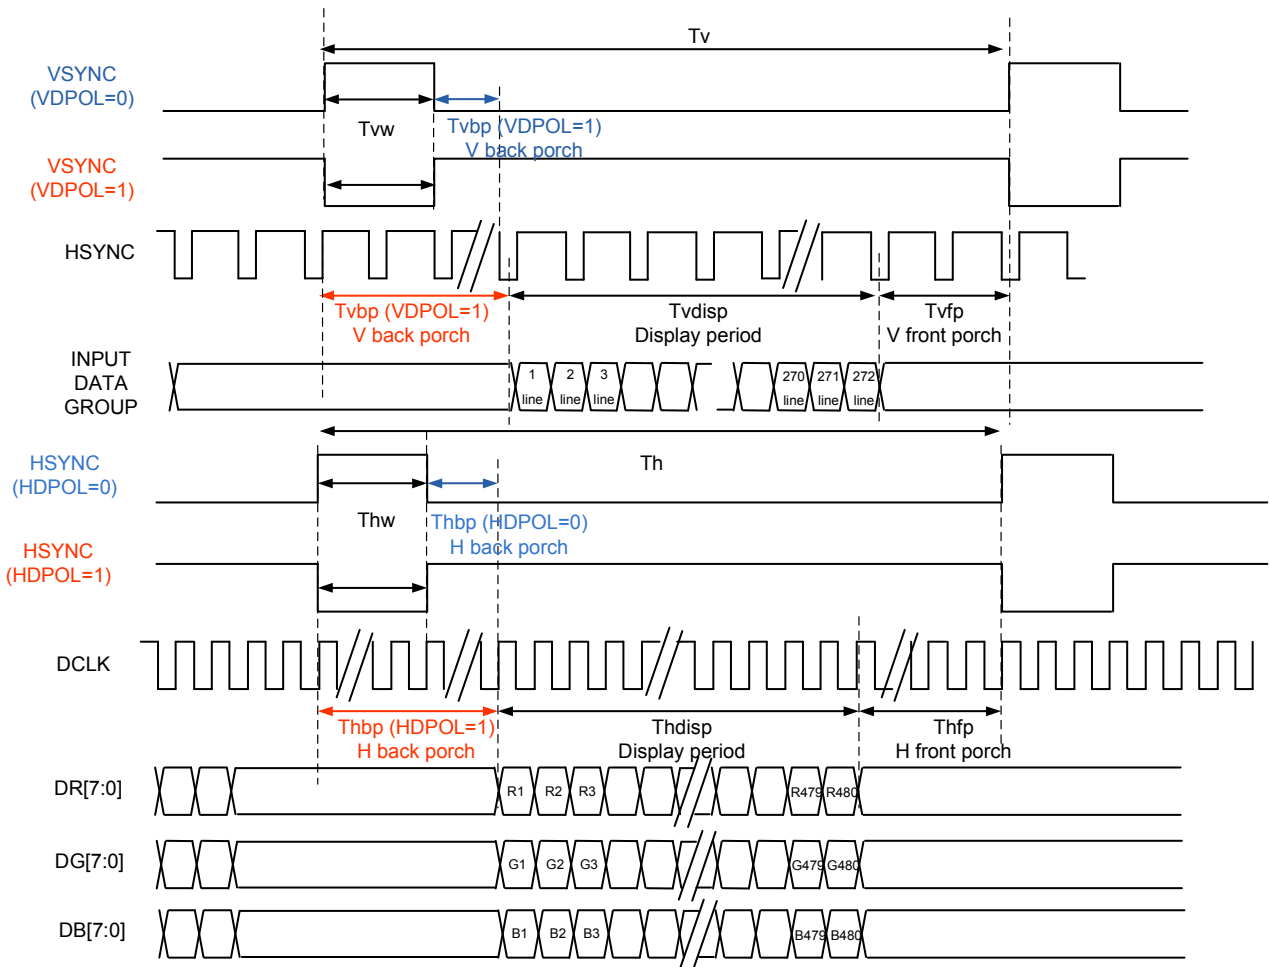 Tv
VSYNC
(VDPOL=0)
Tvw
Tvbp (VDPOL=1)
V back porch
VSYNC
(VDPOL=1)
HSYNC
Tvbp (VDPOL=1)
V back porch
Tvdisp
Display period
Tvfp
V front porch
INPUT
DATA
GROUP
1 line
2 line
3 line
270 line
271 line
272 line
Th
HSYNC
(HDPOL=0)
Thw
Thbp (HDPOL=0)
H back porch
HSYNC
(HDPOL=1)
DCLK
Thbp (HDPOL=1)
H back porch
Thdisp
Display period
Thfp
H front porch
DR[7:0]
R1 R2 R3 R479 R480
DG[7:0]
G1 G2 G3 G479 G480
DB[7:0]
B1 B2 B3 B479 B480